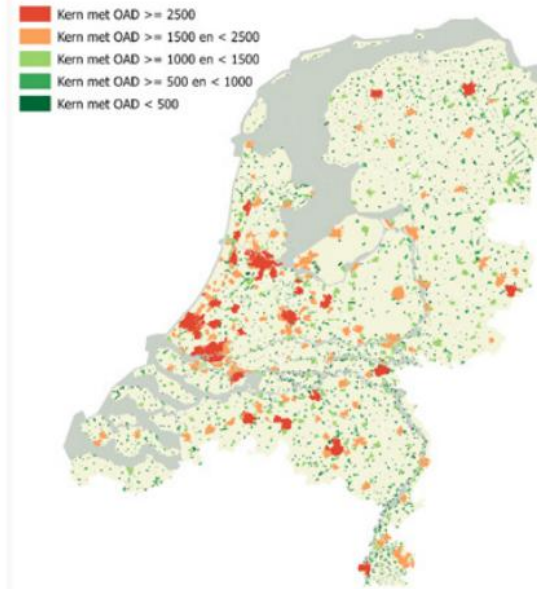 Kern met OAD >= 2500
Kern met OAD >= 1500 en < 2500
Kern met OAD >= 1000 en < 1500
Kern met OAD >= 500 en < 1000
Kern met OAD < 500